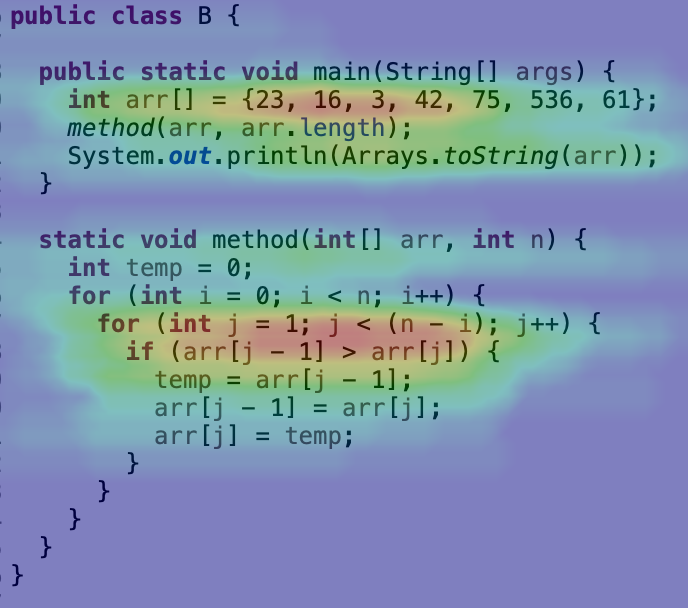 public class B {
public static void main(String[] args) {
int arr[] = {23, 16, 3, 42, 75, 536, 61};
method(arr, arr.length);
System.out.println(Arrays.toString(arr));
}
static void method(int[] arr, int n) {
int temp = 0;
for (int i = 0; i < n; i++) {
for (int j = 1; j < (n - i); j++) {
if (arr[j - 1] > arr[j]) {
temp = arr[j - 1];
arr[j - 1] = arr[j];
arr[j] = temp;
}
}
}
}
}